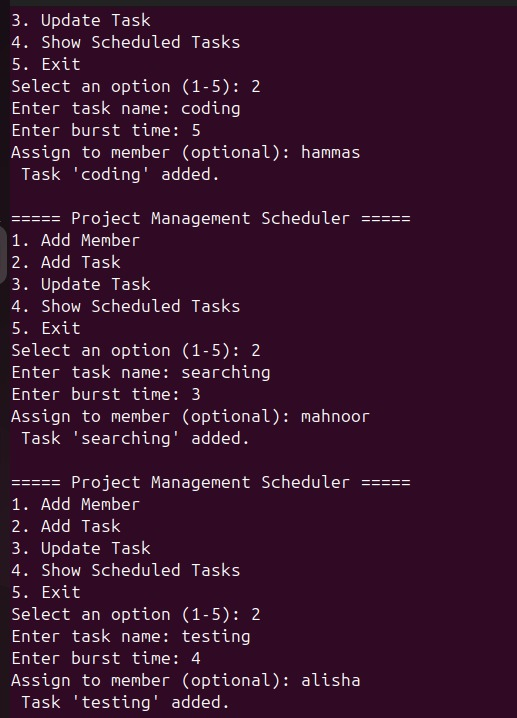 3. Update Task
4. Show Scheduled Tasks
5. Exit
Select an option (1-5): 2
Enter task name: coding
Enter burst time: 5
Assign to member (optional): hammas
 Task 'coding' added.

===== Project Management Scheduler =====
1. Add Member
2. Add Task
3. Update Task
4. Show Scheduled Tasks
5. Exit
Select an option (1-5): 2
Enter task name: searching
Enter burst time: 3
Assign to member (optional): mahnoor
 Task 'searching' added.

===== Project Management Scheduler =====
1. Add Member
2. Add Task
3. Update Task
4. Show Scheduled Tasks
5. Exit
Select an option (1-5): 2
Enter task name: testing
Enter burst time: 4
Assign to member (optional): alisha
 Task 'testing' added.